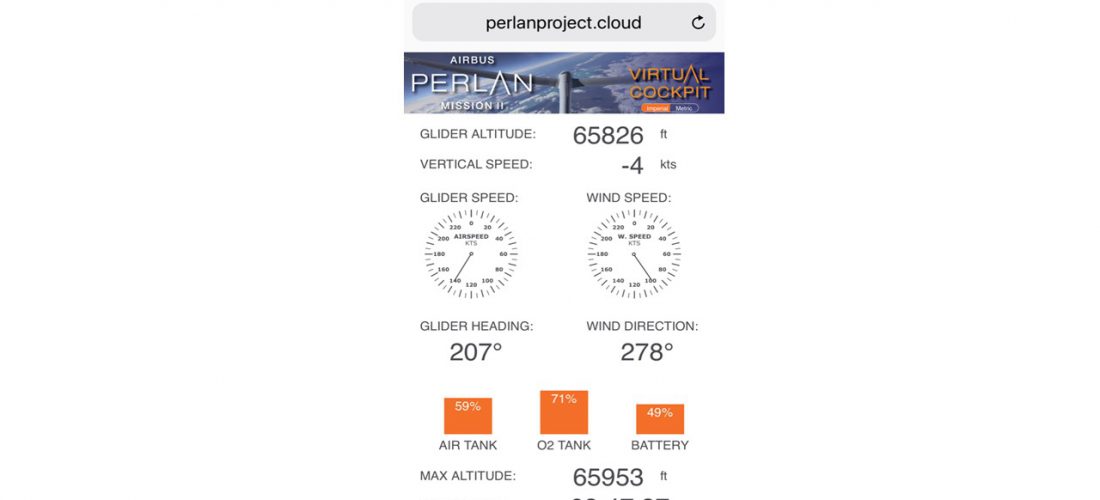 perlanproject.cloud
AIRBUS
PERLAN
MISSION II
VIRTUAL
COCKPIT
Imperial Metric
GLIDER ALTITUDE: 65826 ft
VERTICAL SPEED: -4 kts
GLIDER SPEED: WIND SPEED:
0 20 40 60 80 100 120 140 160 180 200 220
AIRSPEED
KTS
0 20 40 60 80 100 120 140 160 180 200 220
W. SPEED
KTS
GLIDER HEADING: WIND DIRECTION:
207° 278°
59% 71% 49%
AIR TANK O2 TANK BATTERY
MAX ALTITUDE: 65953 ft